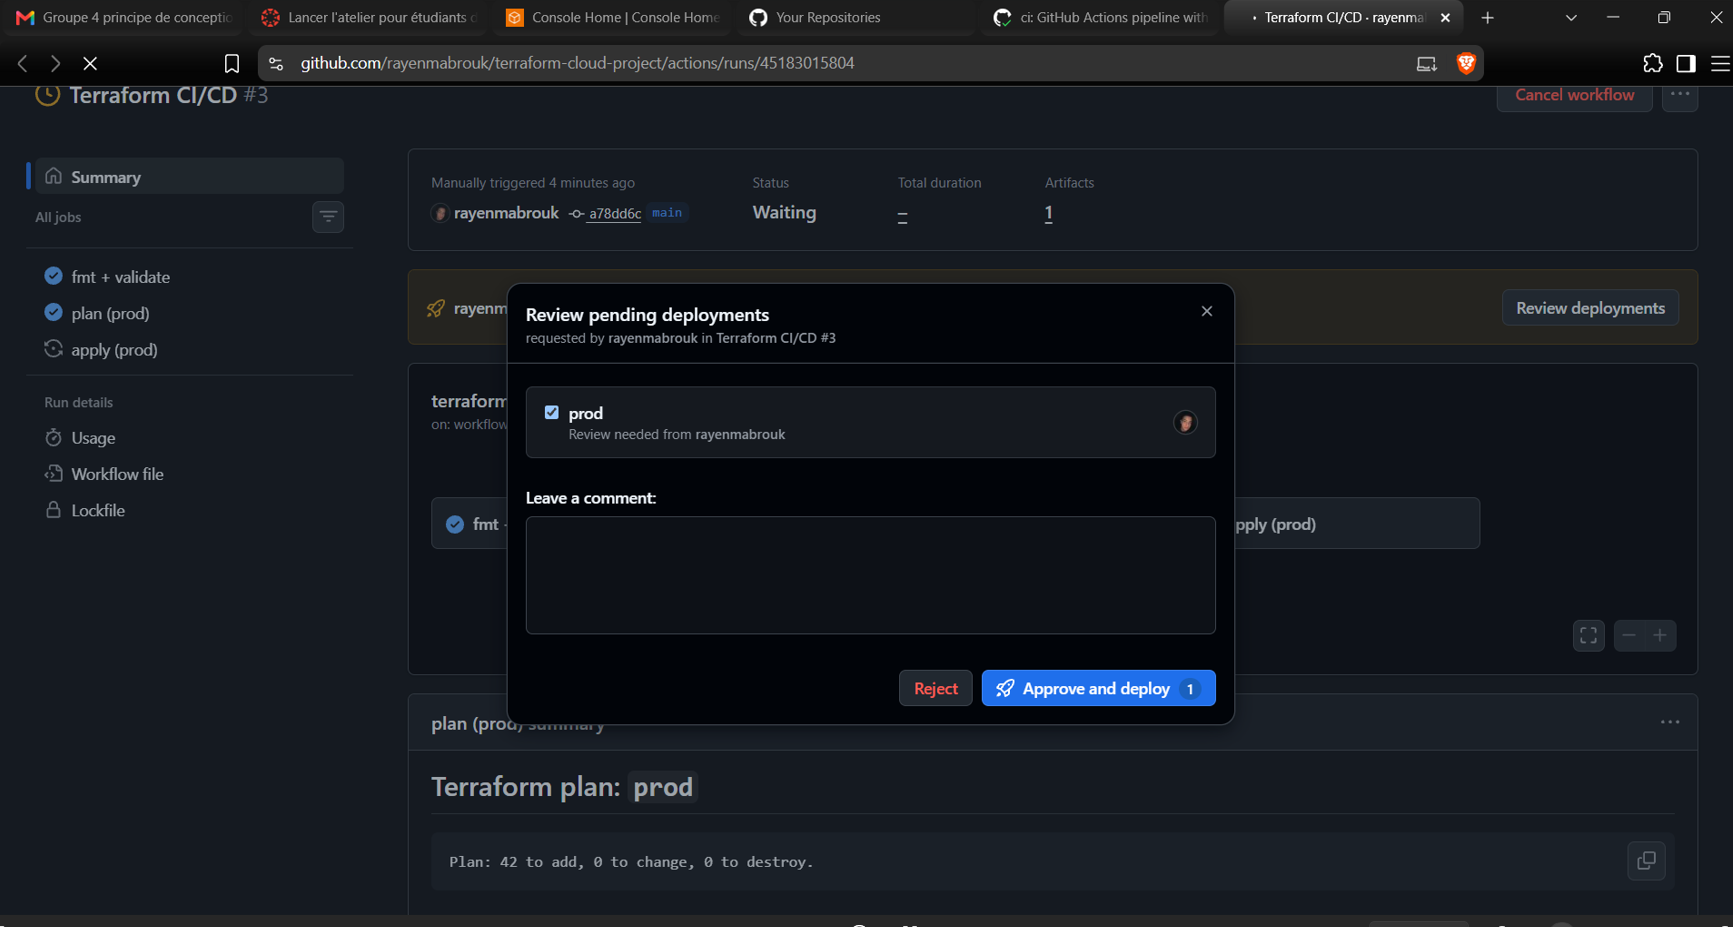 Groupe 4 principe de conceptio
Lancer l'atelier pour étudiants d
Console Home | Console Home
Your Repositories
ci: GitHub Actions pipeline with
Terraform CI/CD · rayenma
github.com/rayenmabrouk/terraform-cloud-project/actions/runs/45183015804
Terraform CI/CD #3
Cancel workflow
Summary
All jobs
fmt + validate
plan (prod)
apply (prod)
Run details
Usage
Workflow file
Lockfile
Manually triggered 4 minutes ago
rayenmabrouk a78dd6c main
Status
Waiting
Total duration
–
Artifacts
1
rayenm
Review deployments
terraform
on: workflow
fmt -
pply (prod)
Review pending deployments
requested by rayenmabrouk in Terraform CI/CD #3
prod
Review needed from rayenmabrouk
Leave a comment:
Reject
Approve and deploy 1
plan (prod) summary
Terraform plan: prod
Plan: 42 to add, 0 to change, 0 to destroy.